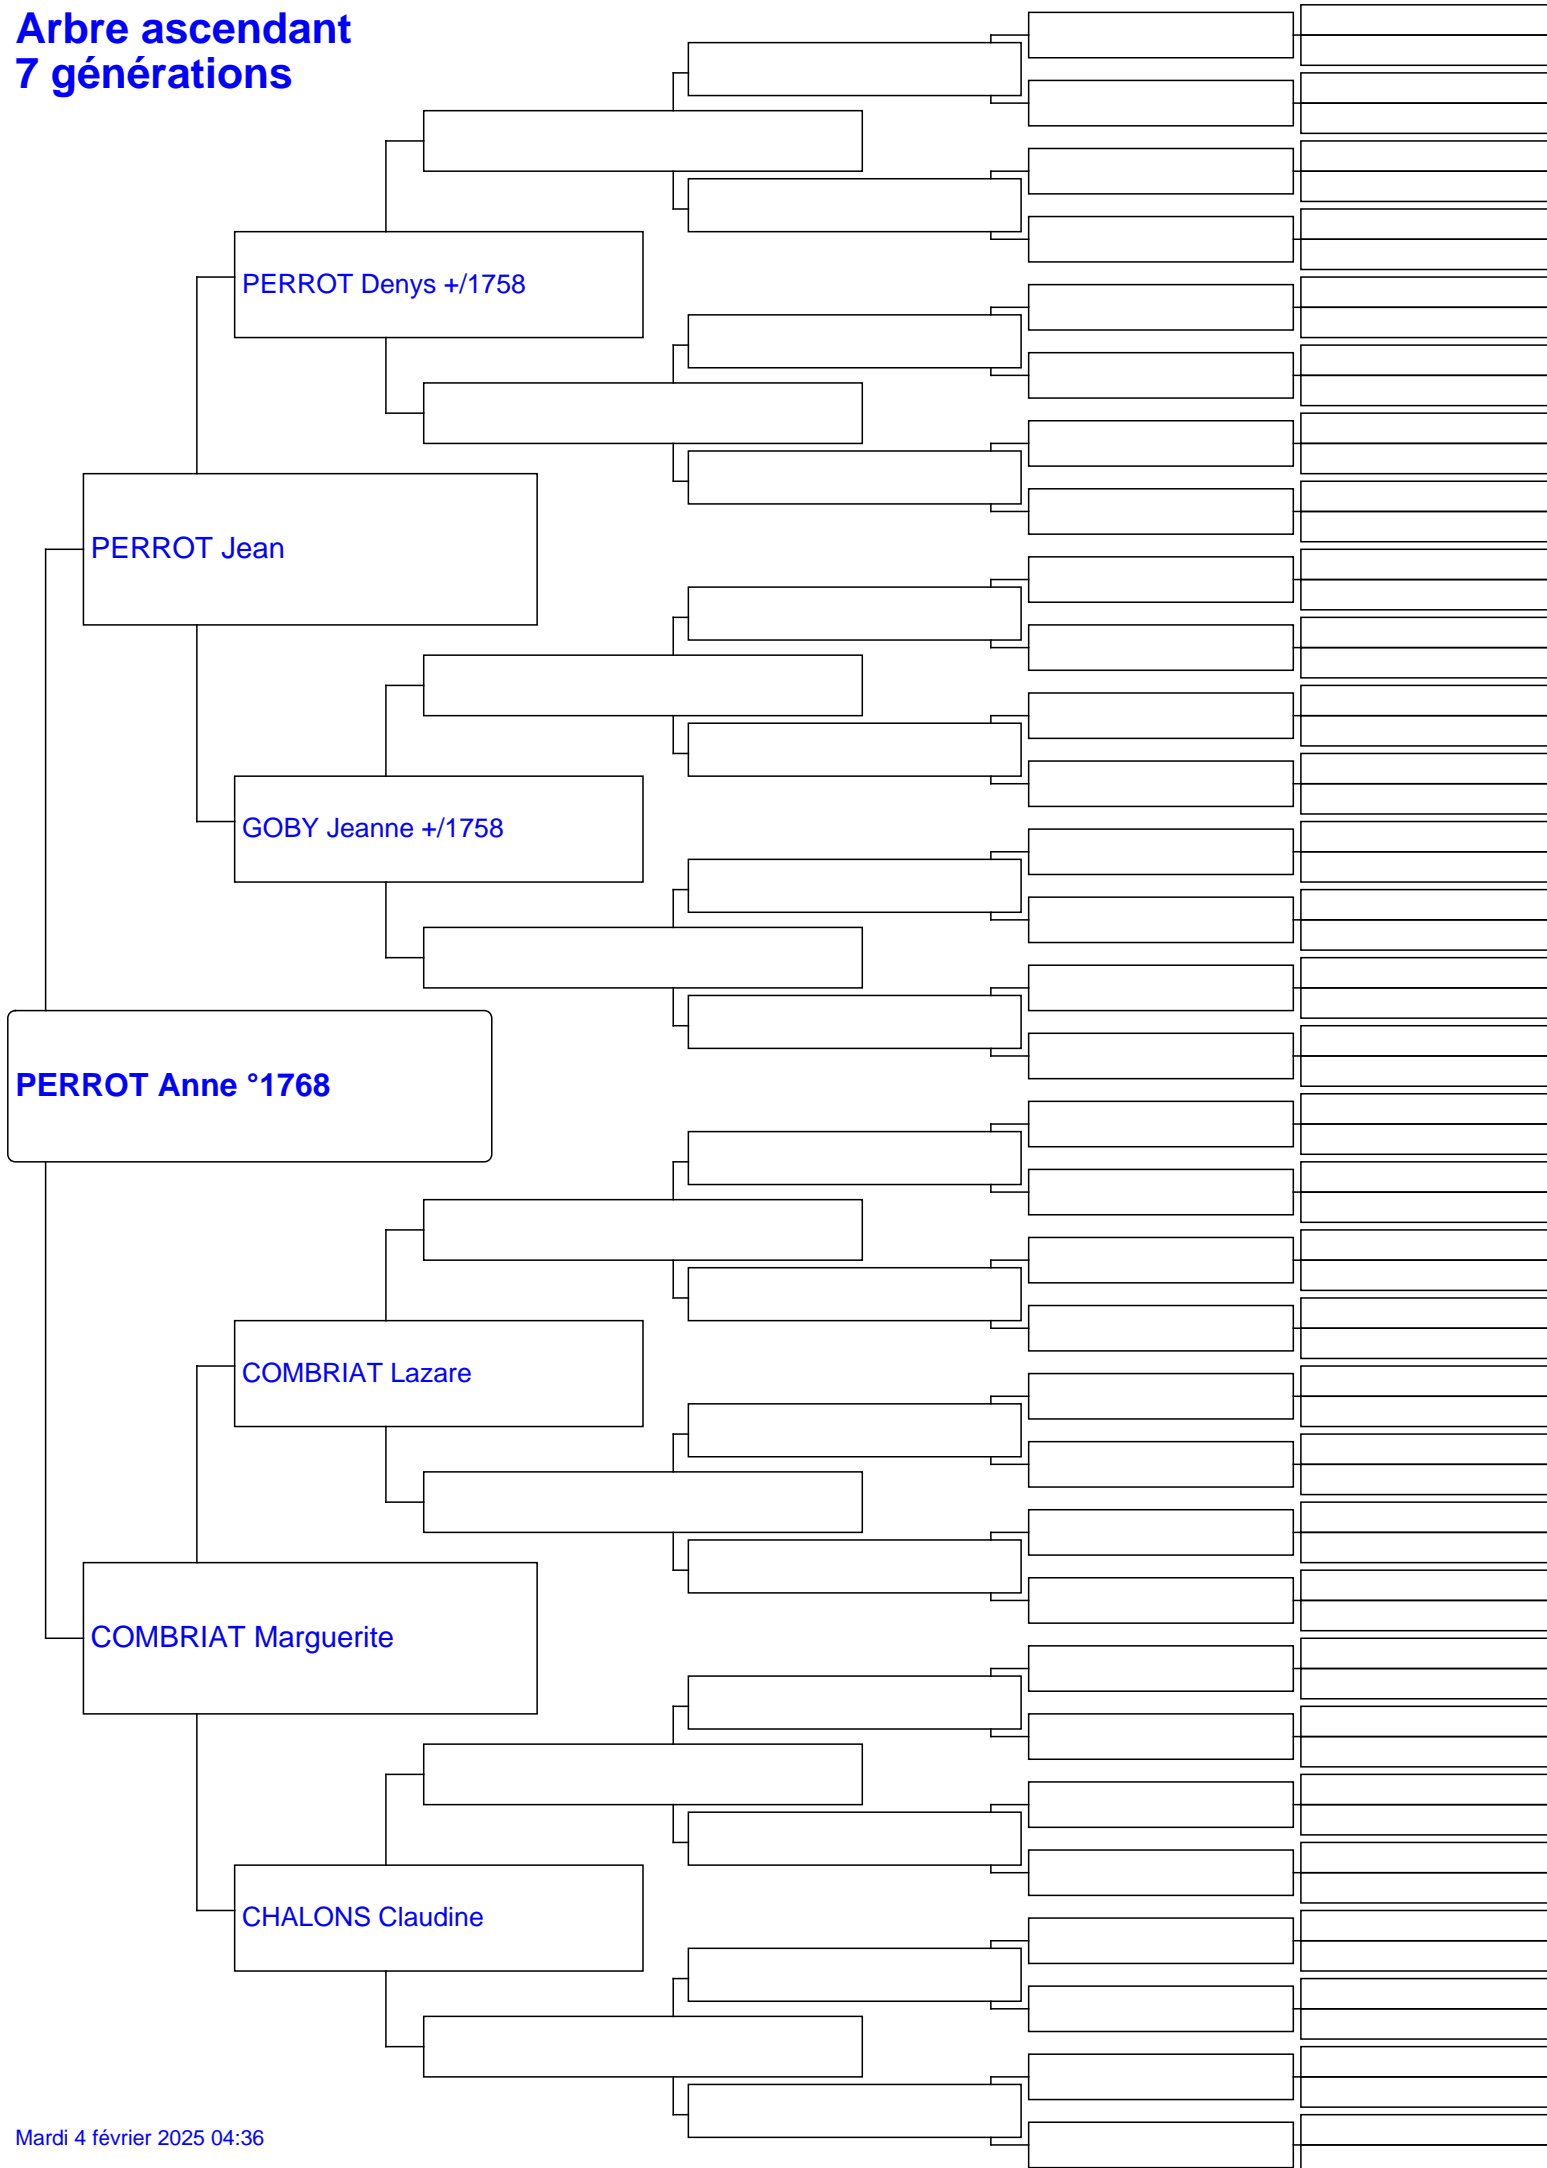 Arbre ascendant
7 générations
PERROT Denys +/1758
PERROT Jean
GOBY Jeanne +/1758
PERROT Anne °1768
COMBRIAT Lazare
COMBRIAT Marguerite
CHALONS Claudine
Mardi 4 février 2025 04:36